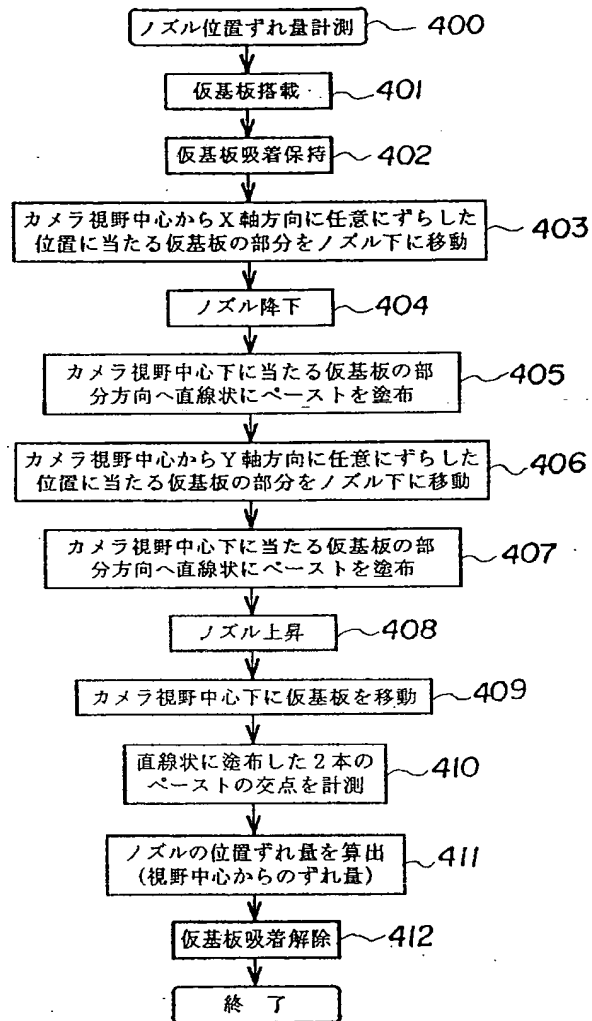 ノズル位置ずれ量計測
400
仮基板搭載
401
仮基板吸着保持
402
カメラ視野中心からX軸方向に任意にずらした
位置に当たる仮基板の部分をノズル下に移動
403
ノズル降下
404
カメラ視野中心下に当たる仮基板の部
分方向へ直線状にペーストを塗布
405
カメラ視野中心からY軸方向に任意にずらした
位置に当たる仮基板の部分をノズル下に移動
406
カメラ視野中心下に当たる仮基板の部
分方向へ直線状にペーストを塗布
407
ノズル上昇
408
カメラ視野中心下に仮基板を移動
409
直線状に塗布した2本の
ペーストの交点を計測
410
ノズルの位置ずれ量を算出
(視野中心からのずれ量)
411
仮基板吸着解除
412
終 了